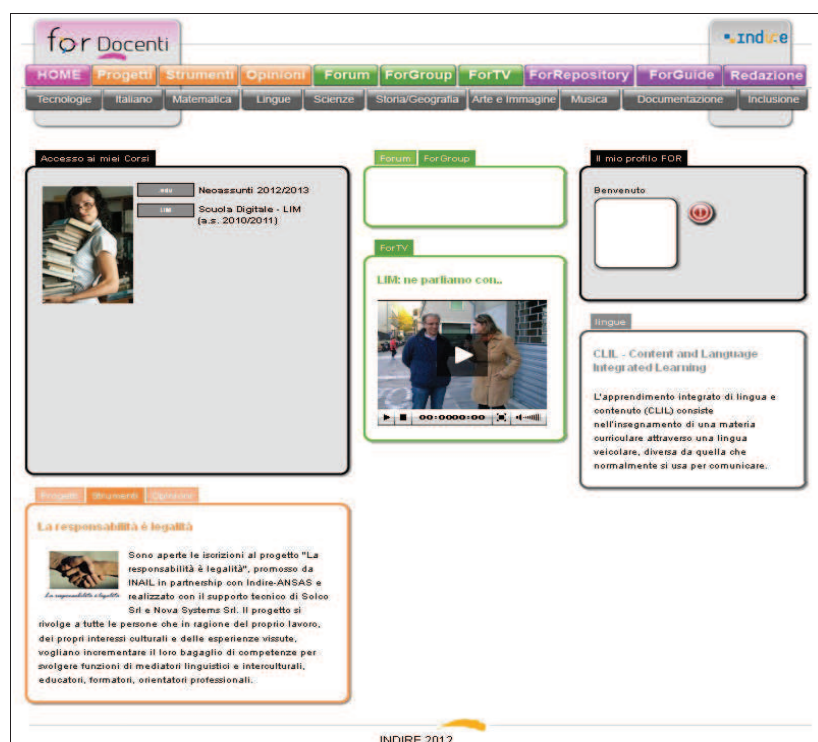 for Docenti
indire
HOME Progetti Strumenti Opinioni Forum ForGroup ForTV ForRepository ForGuide Redazione
Tecnologie Italiano Matematica Lingue Scienze Storia/Geografia Arte e Immagine Musica Documentazione Inclusione
Accesso ai miei Corsi
.edu Neoassunti 2012/2013
LIM Scuola Digitale - LIM
(a.s. 2010/2011)
Forum ForGroup
ForTV
LIM: ne parliamo con..
00:0000:00
Il mio profilo FOR
Benvenuto
lingue
CLIL - Content and Language
Integrated Learning
L'apprendimento integrato di lingua e
contenuto (CLIL) consiste
nell'insegnamento di una materia
curriculare attraverso una lingua
veicolare, diversa da quella che
normalmente si usa per comunicare.
Progetti Strumenti Opinioni
La responsabilità è legalità
Sono aperte le iscrizioni al progetto "La
responsabilità è legalità", promosso da
INAIL in partnership con Indire-ANSAS e
La responsabilità è legalità
realizzato con il supporto tecnico di Solco
Srl e Nova Systems Srl. Il progetto si
rivolge a tutte le persone che in ragione del proprio lavoro,
dei propri interessi culturali e delle esperienze vissute,
vogliano incrementare il loro bagaglio di competenze per
svolgere funzioni di mediatori linguistici e interculturali,
educatori, formatori, orientatori professionali.
INDIRE 2012